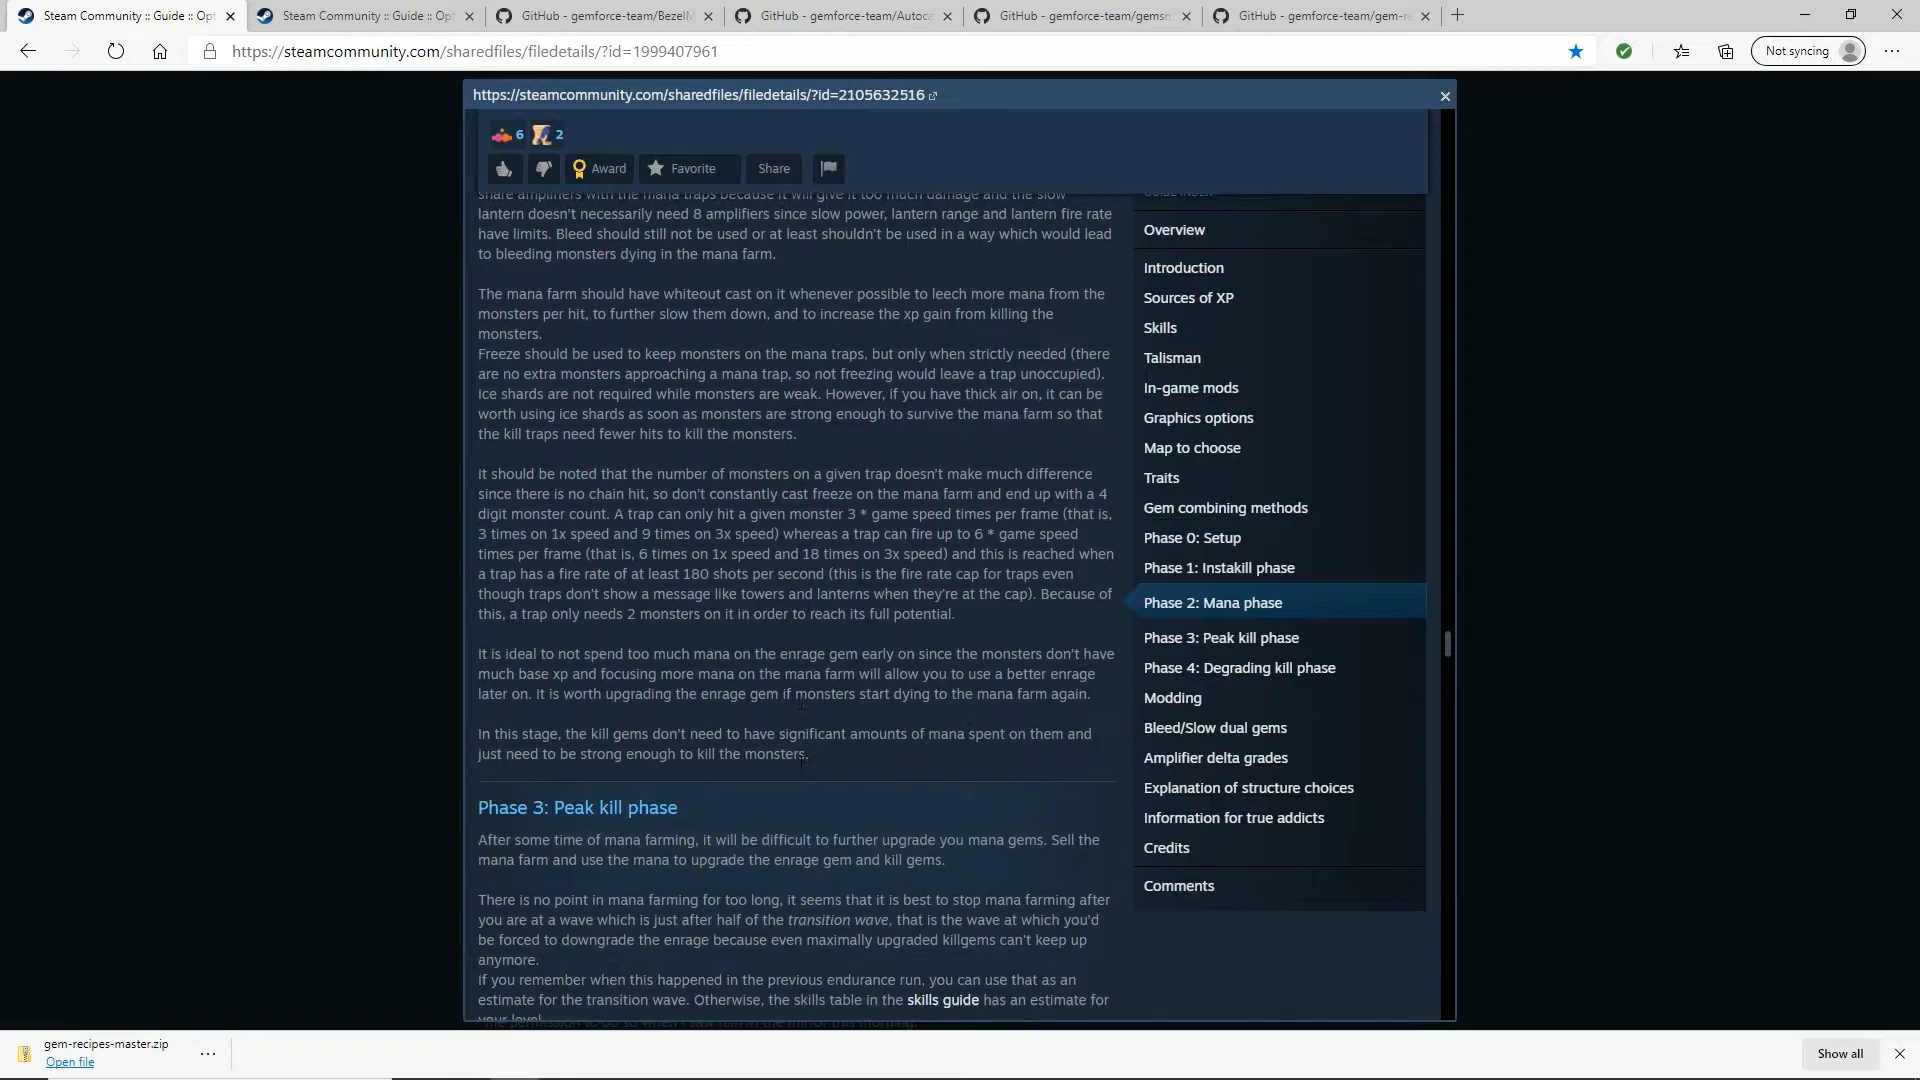 Steam Community :: Guide :: Opt
Steam Community :: Guide :: Opt
GitHub - gemforce-team/BezelM
GitHub - gemforce-team/Autoca
GitHub - gemforce-team/gemsm
GitHub - gemforce-team/gem-r
https://steamcommunity.com/sharedfiles/filedetails/?id=1999407961
Not syncing
https://steamcommunity.com/sharedfiles/filedetails/?id=2105632516
6 2
Award Favorite Share
share amplifiers with the mana traps because it will give it too much damage and the slow
lantern doesn't necessarily need 8 amplifiers since slow power, lantern range and lantern fire rate
have limits. Bleed should still not be used or at least shouldn't be used in a way which would lead
to bleeding monsters dying in the mana farm.
The mana farm should have whiteout cast on it whenever possible to leech more mana from the
monsters per hit, to further slow them down, and to increase the xp gain from killing the
monsters.
Freeze should be used to keep monsters on the mana traps, but only when strictly needed (there
are no extra monsters approaching a mana trap, so not freezing would leave a trap unoccupied).
Ice shards are not required while monsters are weak. However, if you have thick air on, it can be
worth using ice shards as soon as monsters are strong enough to survive the mana farm so that
the kill traps need fewer hits to kill the monsters.
It should be noted that the number of monsters on a given trap doesn't make much difference
since there is no chain hit, so don't constantly cast freeze on the mana farm and end up with a 4
digit monster count. A trap can only hit a given monster 3 * game speed times per frame (that is,
3 times on 1x speed and 9 times on 3x speed) whereas a trap can fire up to 6 * game speed
times per frame (that is, 6 times on 1x speed and 18 times on 3x speed) and this is reached when
a trap has a fire rate of at least 180 shots per second (this is the fire rate cap for traps even
though traps don't show a message like towers and lanterns when they're at the cap). Because of
this, a trap only needs 2 monsters on it in order to reach its full potential.
It is ideal to not spend too much mana on the enrage gem early on since the monsters don't have
much base xp and focusing more mana on the mana farm will allow you to use a better enrage
later on. It is worth upgrading the enrage gem if monsters start dying to the mana farm again.
In this stage, the kill gems don't need to have significant amounts of mana spent on them and
just need to be strong enough to kill the monsters.
Phase 3: Peak kill phase
After some time of mana farming, it will be difficult to further upgrade you mana gems. Sell the
mana farm and use the mana to upgrade the enrage gem and kill gems.
There is no point in mana farming for too long, it seems that it is best to stop mana farming after
you are at a wave which is just after half of the transition wave, that is the wave at which you'd
be forced to downgrade the enrage because even maximally upgraded killgems can't keep up
anymore.
If you remember when this happened in the previous endurance run, you can use that as an
estimate for the transition wave. Otherwise, the skills table in the skills guide has an estimate for
your level
Overview
Introduction
Sources of XP
Skills
Talisman
In-game mods
Graphics options
Map to choose
Traits
Gem combining methods
Phase 0: Setup
Phase 1: Instakill phase
Phase 2: Mana phase
Phase 3: Peak kill phase
Phase 4: Degrading kill phase
Modding
Bleed/Slow dual gems
Amplifier delta grades
Explanation of structure choices
Information for true addicts
Credits
Comments
gem-recipes-master.zip
Open file
Show all